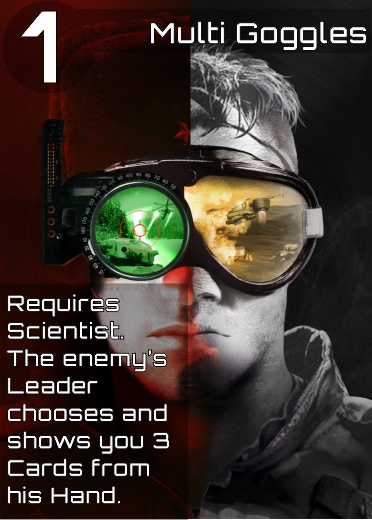 1
Multi Goggles
Requires
Scientist.
The enemy's
Leader
chooses and
shows you 3
Cards from
his Hand.